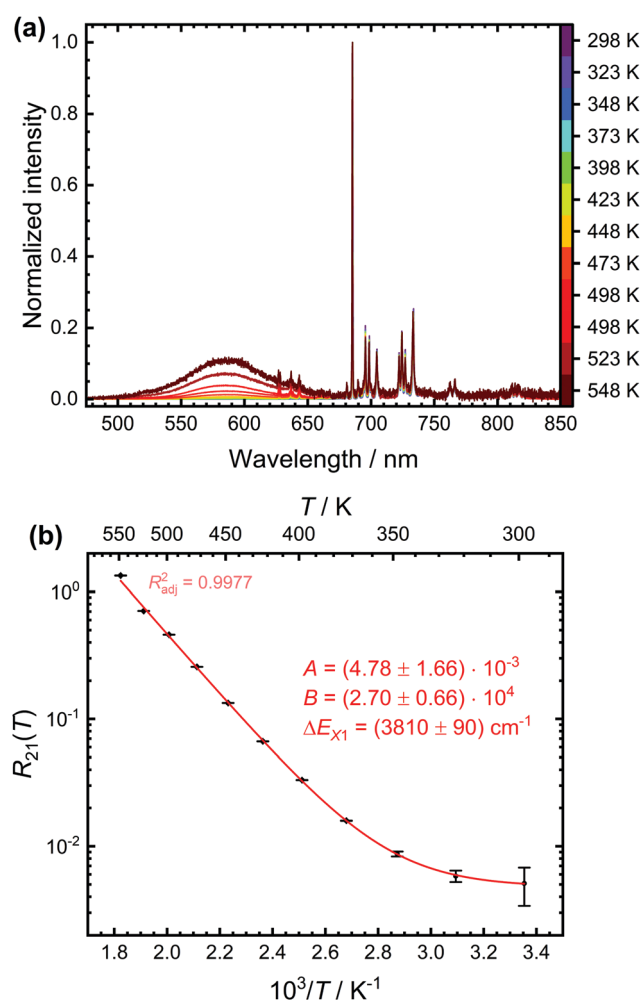 (a)
Normalized intensity
1.0
0.8
0.6
0.4
0.2
0.0
500 550 600 650 700 750 800 850
Wavelength / nm
298 K
323 K
348 K
373 K
398 K
423 K
448 K
473 K
498 K
498 K
523 K
548 K
(b)
T / K
550 500 450 400 350 300
R₂₁(T)
10⁰
10⁻¹
10⁻²
R²adj = 0.9977
A = (4.78 ± 1.66) · 10⁻³
B = (2.70 ± 0.66) · 10⁴
ΔE_X1 = (3810 ± 90) cm⁻¹
1.8 2.0 2.2 2.4 2.6 2.8 3.0 3.2 3.4
10³/T / K⁻¹